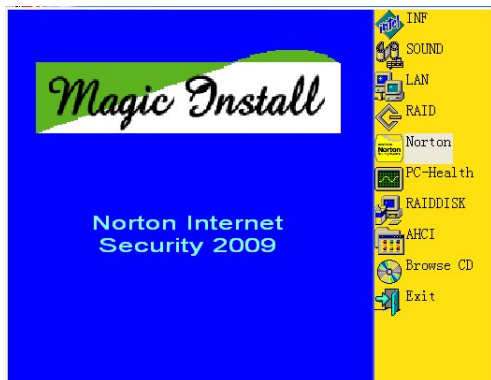 Magic Install
Norton Internet
Security 2009
INF
SOUND
LAN
RAID
Norton
PC-Health
RAIDDISK
AHCI
Browse CD
Exit